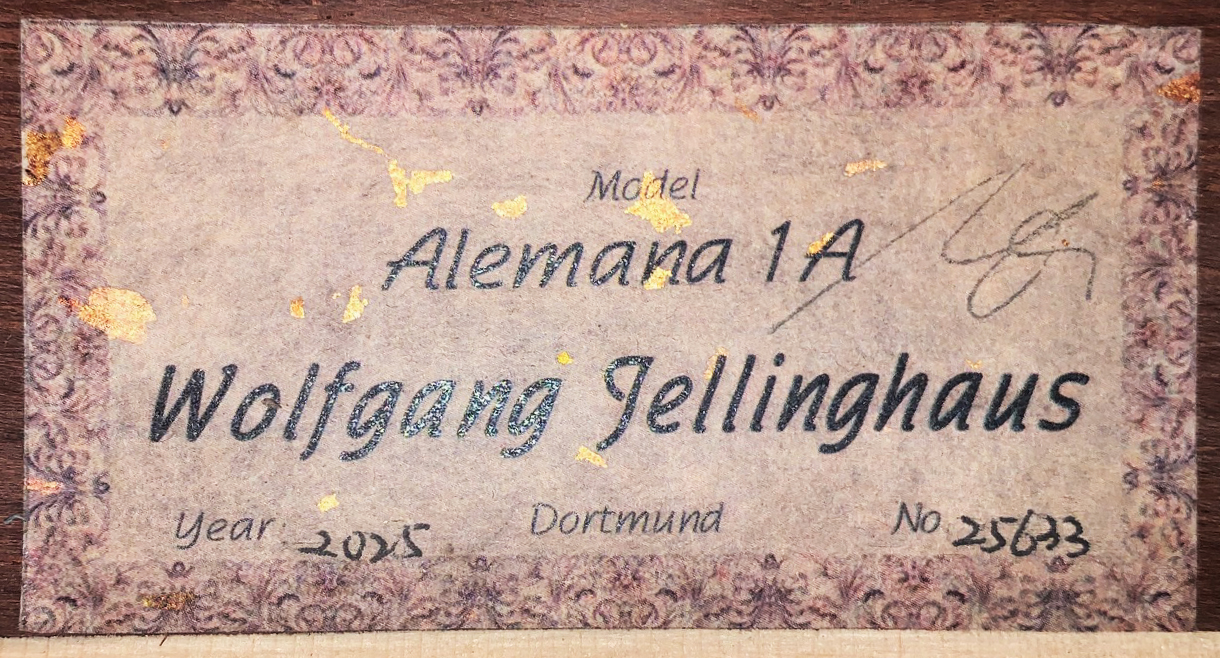 Model
Alemana 1A
Wolfgang Jellinghaus
Year: 2025 Dortmund No 25633